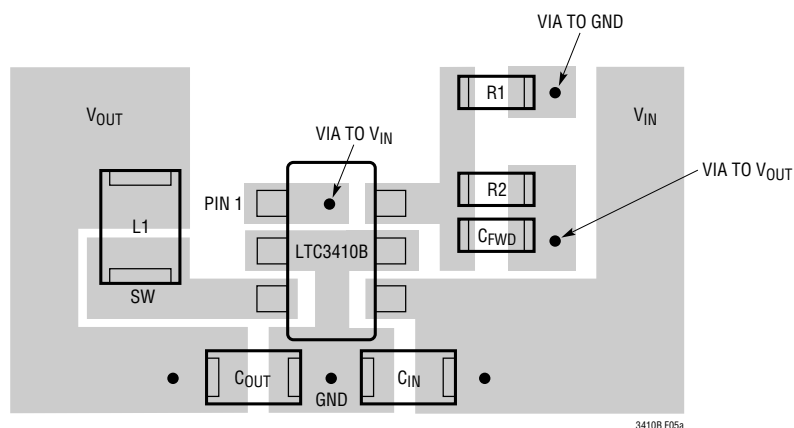 VIA TO GND
R1
VOUT
VIN
VIA TO VIN
VIA TO VOUT
R2
PIN 1
L1
CFWD
LTC3410B
SW
COUT
CIN
GND
3410B F05a